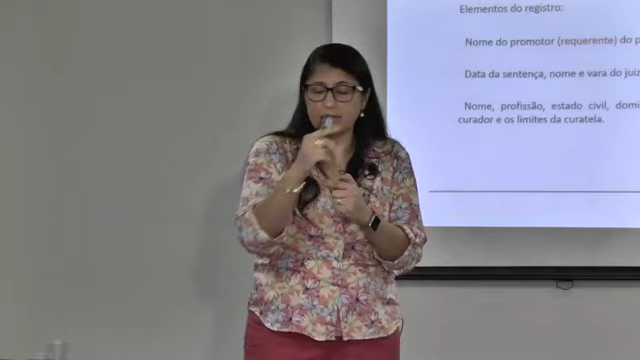 Elementos do registro:
Nome do promotor (requerente) do
Data da sentença, nome e vara do juiz
Nome, profissão, estado civil,
curador e os limites da curatela.